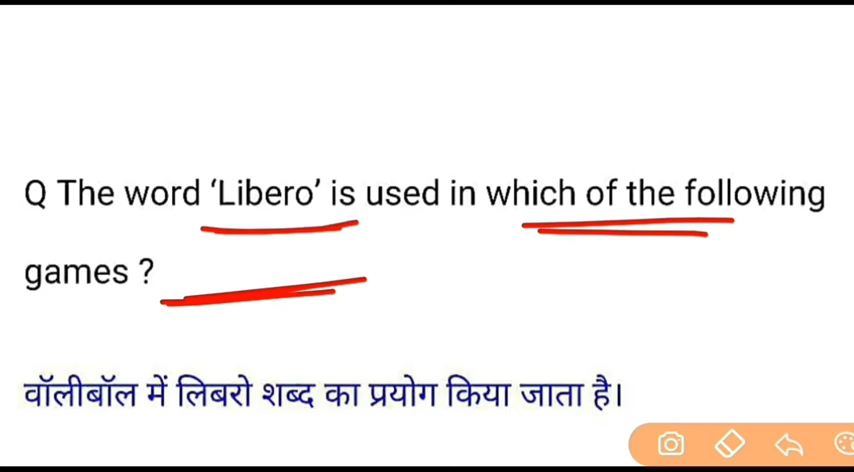 Q The word ‘Libero’ is used in which of the following
games ?
वॉलीबॉल में लिबरो शब्द का प्रयोग किया जाता है।